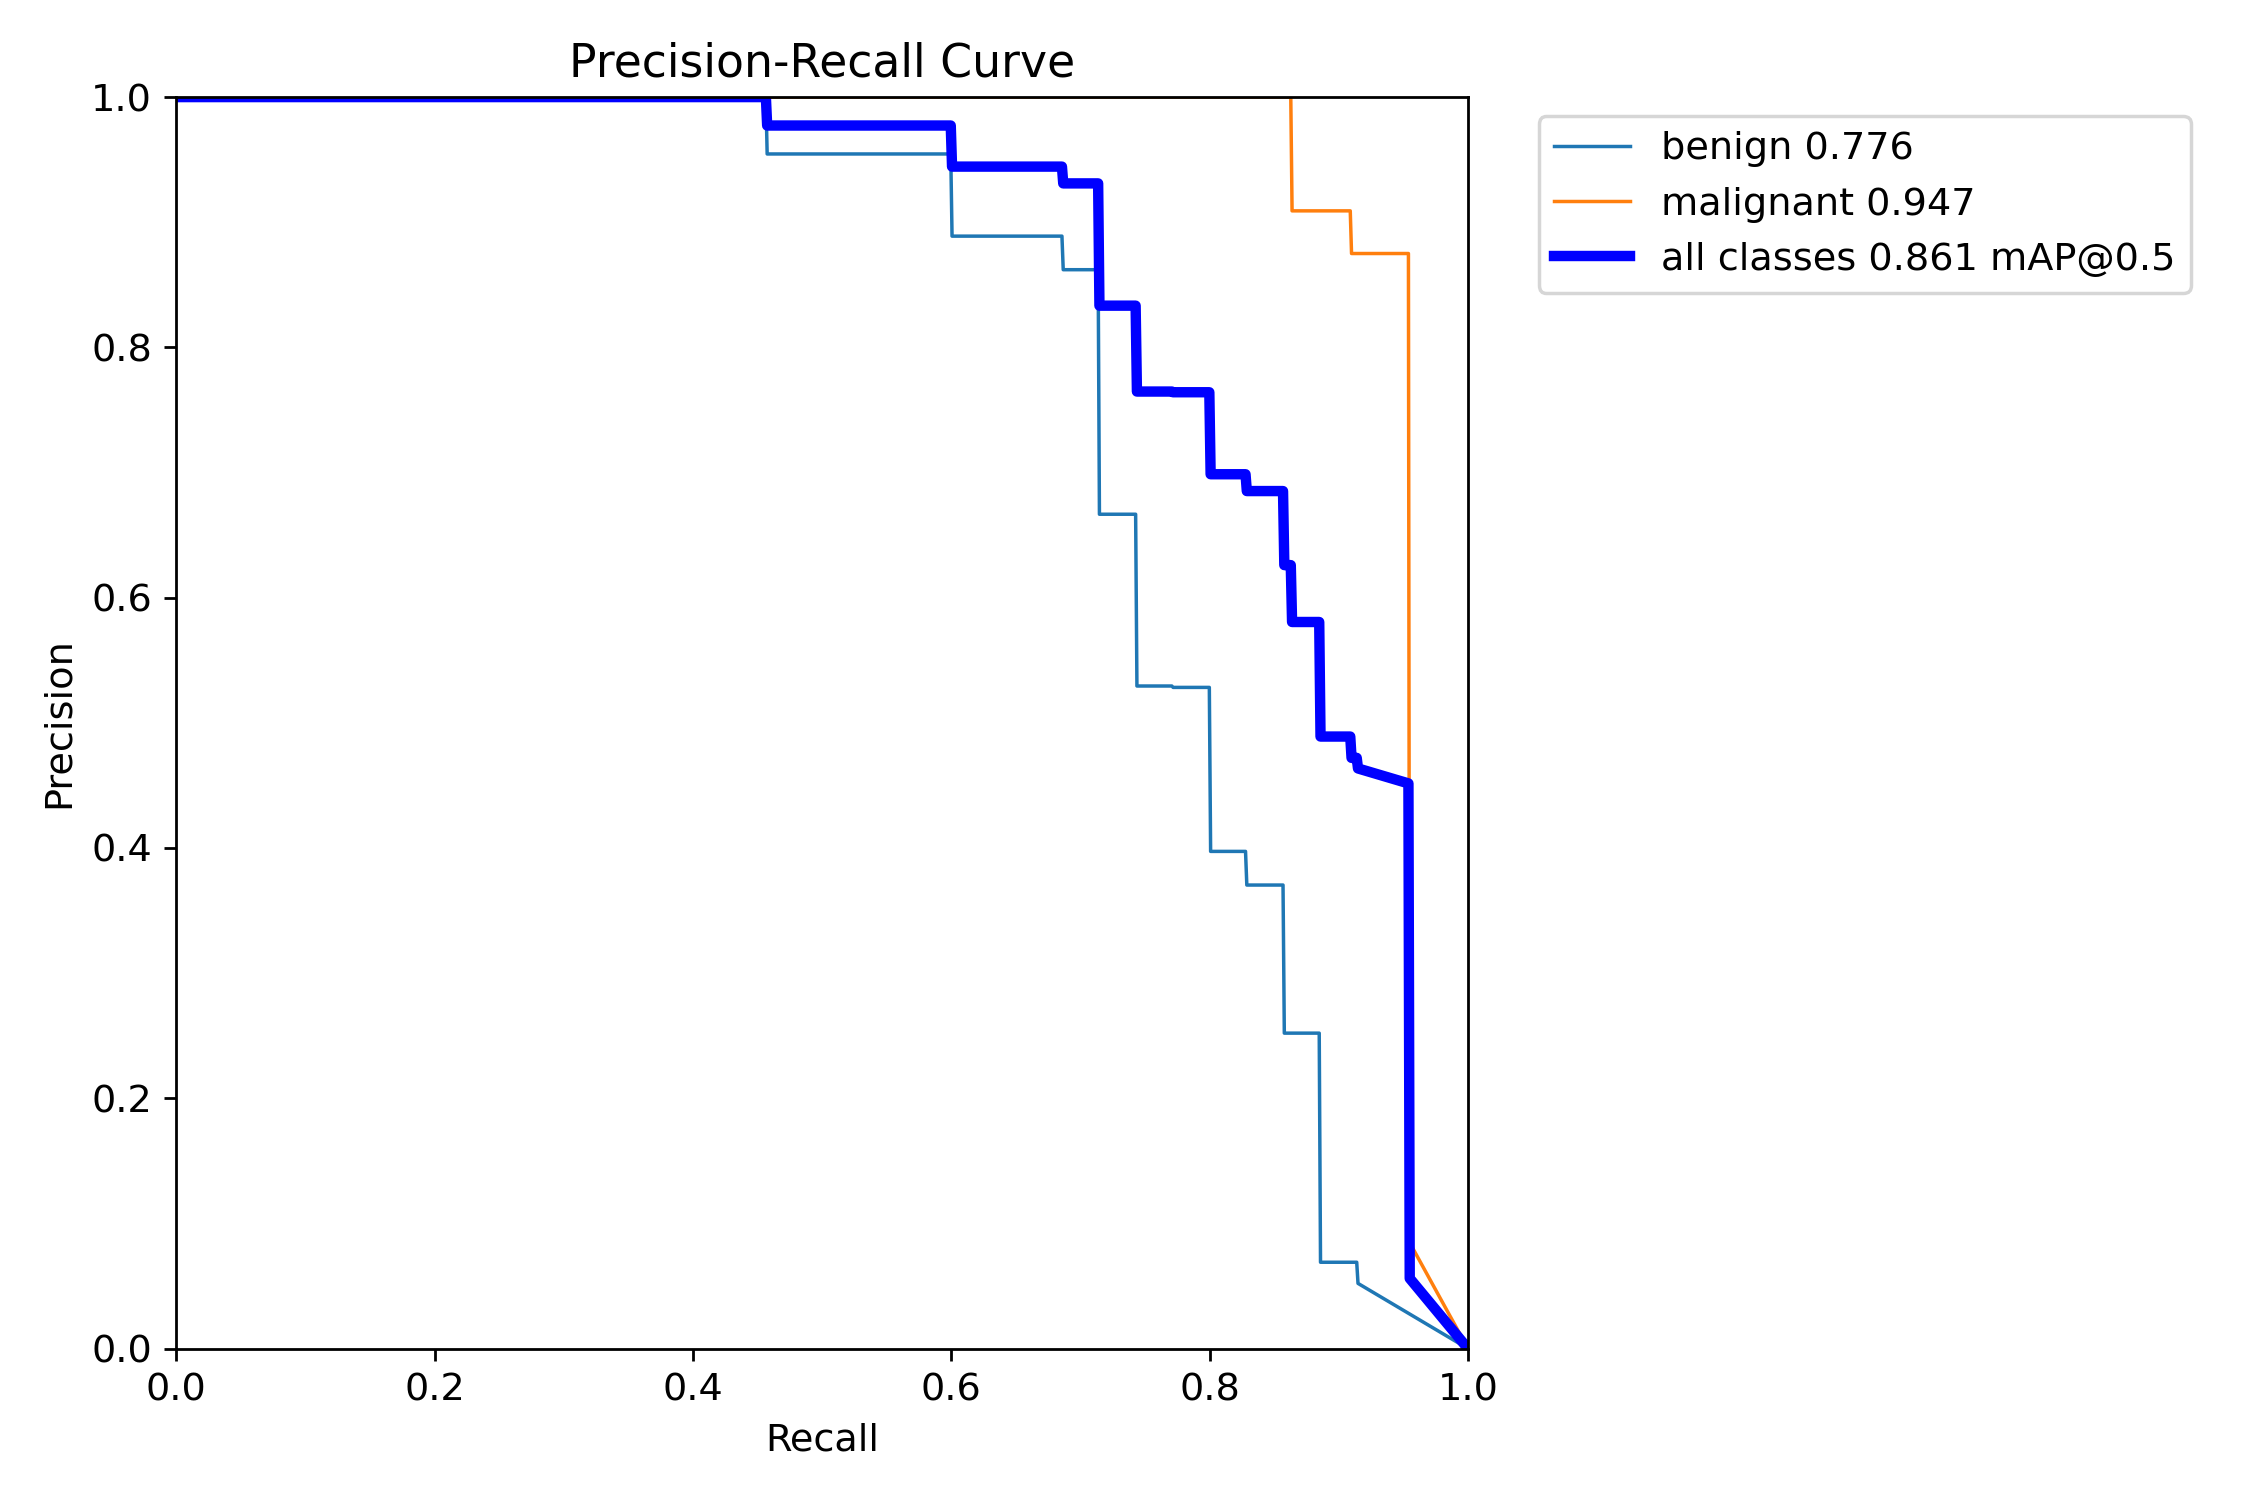 Precision-Recall Curve
1.0
0.8
0.6
0.4
0.2
0.0
Precision
0.0 0.2 0.4 0.6 0.8 1.0
Recall
benign 0.776
malignant 0.947
all classes 0.861 mAP@0.5